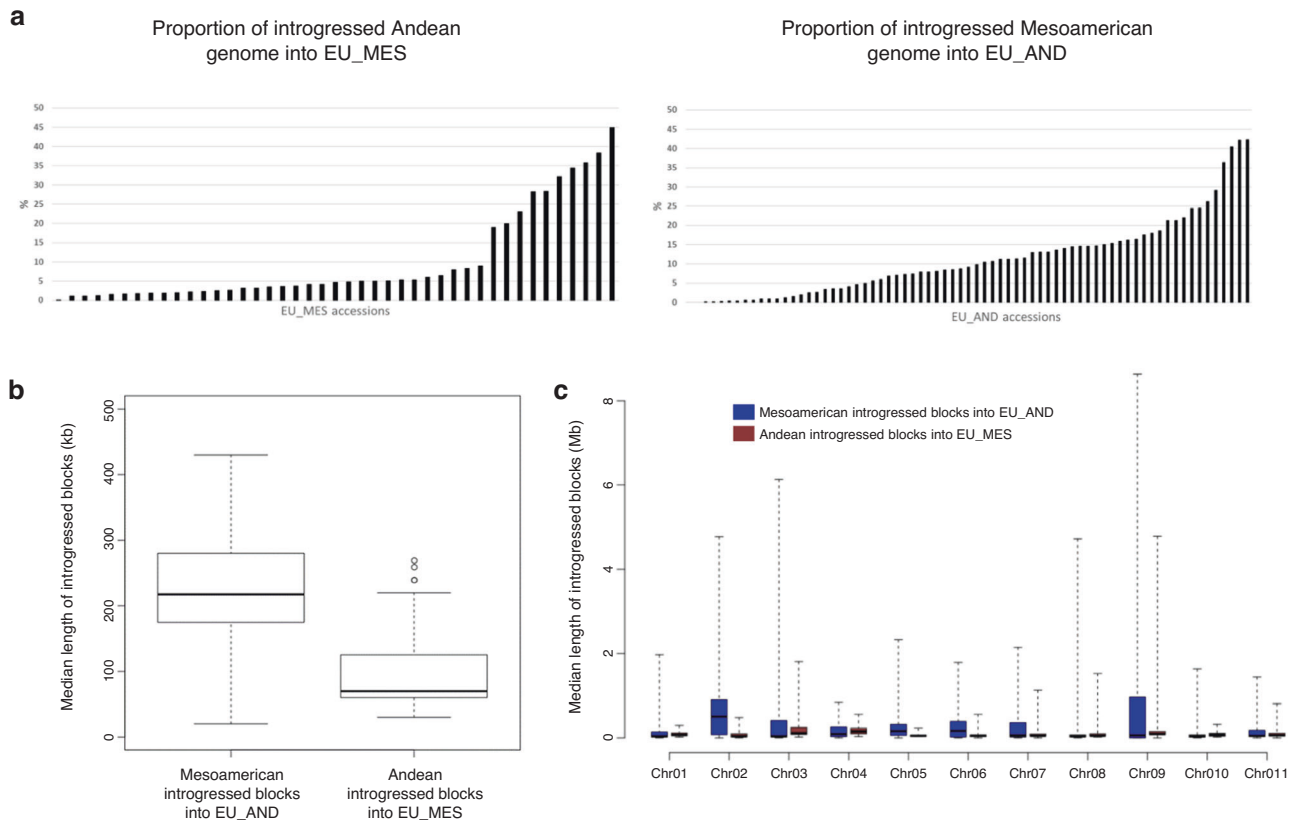 a
Proportion of introgressed Andean
genome into EU_MES
50
45
40
35
30
25
20
15
10
5
0
%
EU_MES accessions
Proportion of introgressed Mesoamerican
genome into EU_AND
50
45
40
35
30
25
20
15
10
5
0
%
EU_AND accessions
b
Median length of introgressed blocks (kb)
500
400
300
200
100
0
Mesoamerican
introgressed blocks
into EU_AND
Andean
introgressed blocks
into EU_MES
c
Median length of introgressed blocks (Mb)
8
6
4
2
0
Mesoamerican introgressed blocks into EU_AND
Andean introgressed blocks into EU_MES
Chr01 Chr02 Chr03 Chr04 Chr05 Chr06 Chr07 Chr08 Chr09 Chr010 Chr011